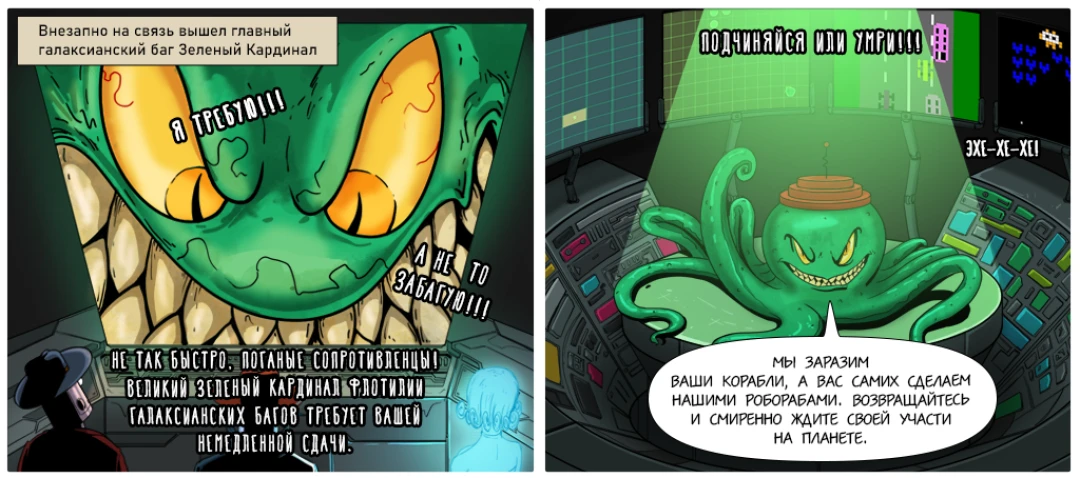 Внезапно на связь вышел главный
галаксианский баг Зеленый Кардинал
Я ТРЕБУЮ!!!
А НЕ ТО
ЗАБАГУЮ!!!
НЕ ТАК БЫСТРО, ПОГАНЫЕ СОПРОТИВЛЕНЦЫ!
ВЕЛИКИЙ ЗЕЛЕНЫЙ КАРДИНАЛ ФЛОТИЛИИ
ГАЛАКСИАНСКИХ БАГОВ ТРЕБУЕТ ВАШЕЙ
НЕМЕДЛЕННОЙ СДАЧИ.
ПОДЧИНЯЙСЯ ИЛИ УМРИ!!!
ЭХЕ-ХЕ-ХЕ!
МЫ ЗАРАЗИМ
ВАШИ КОРАБЛИ, А ВАС САМИХ СДЕЛАЕМ
НАШИМИ РОБОРАБАМИ. ВОЗВРАЩАЙТЕСЬ
И СМИРЕННО ЖДИТЕ СВОЕЙ УЧАСТИ
НА ПЛАНЕТЕ.